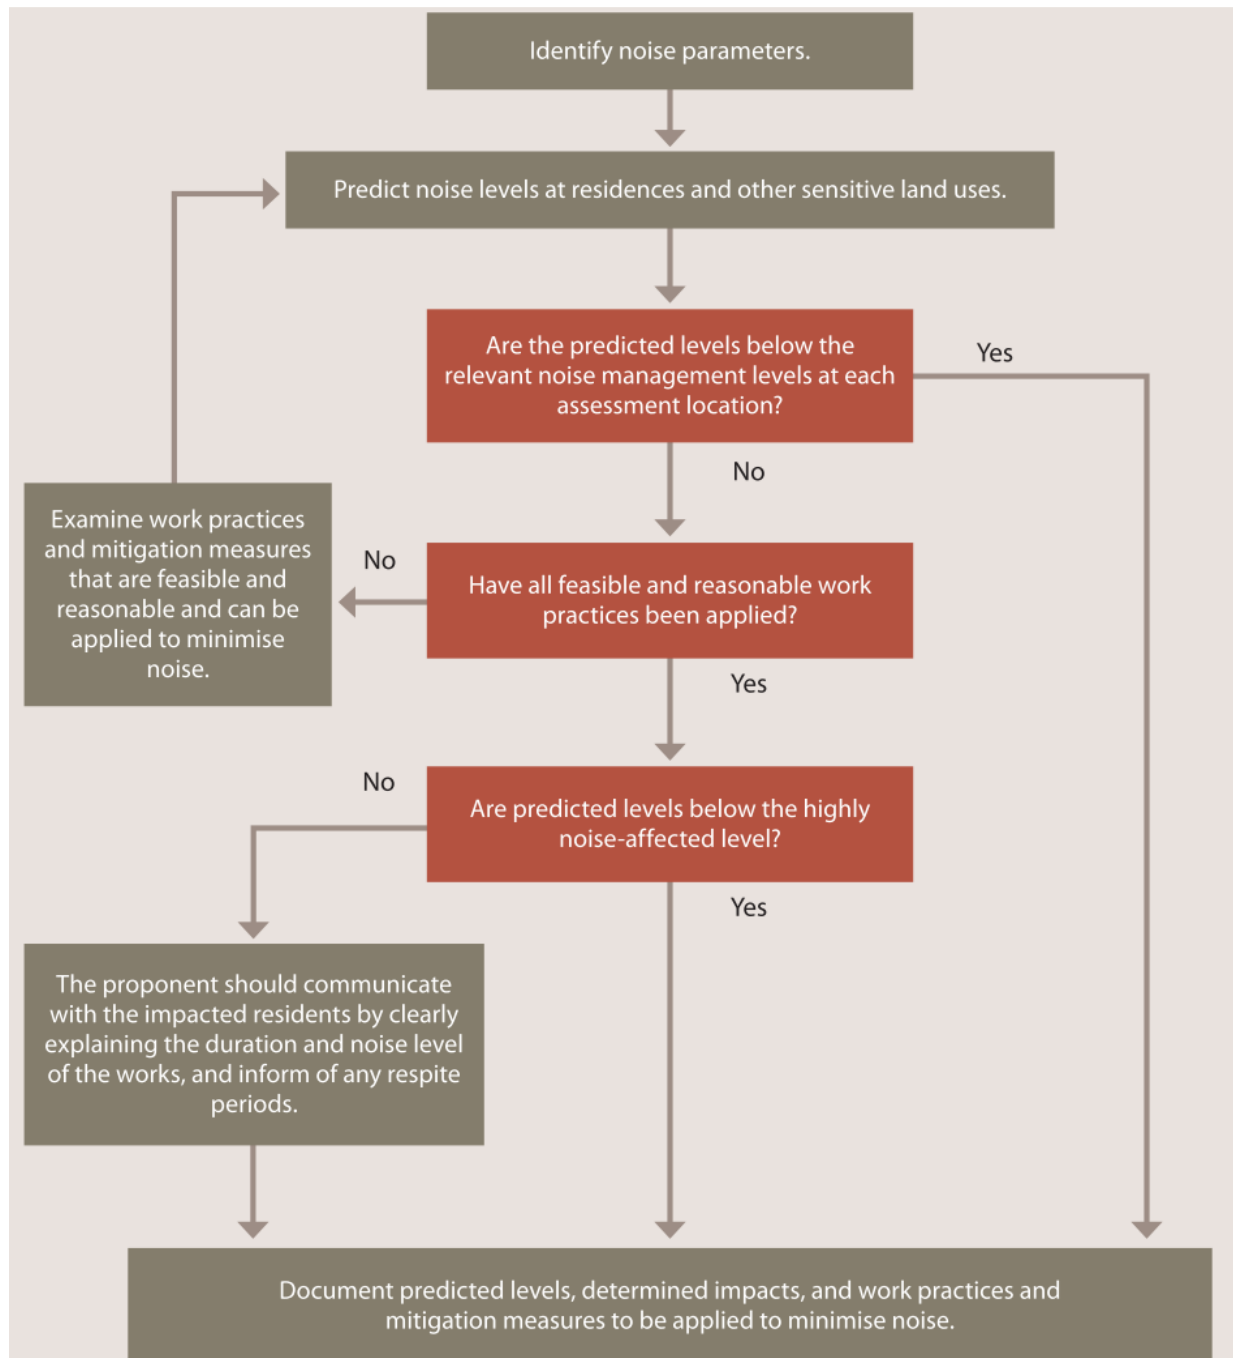 Identify noise parameters.
Predict noise levels at residences and other sensitive land uses.
Are the predicted levels below the
relevant noise management levels at each
assessment location?
Yes
No
Examine work practices
and mitigation measures
that are feasible and
reasonable and can be
applied to minimise
noise.
No
Have all feasible and reasonable work
practices been applied?
Yes
No
Are predicted levels below the highly
noise-affected level?
Yes
The proponent should communicate
with the impacted residents by clearly
explaining the duration and noise level
of the works, and inform of any respite
periods.
Document predicted levels, determined impacts, and work practices and
mitigation measures to be applied to minimise noise.